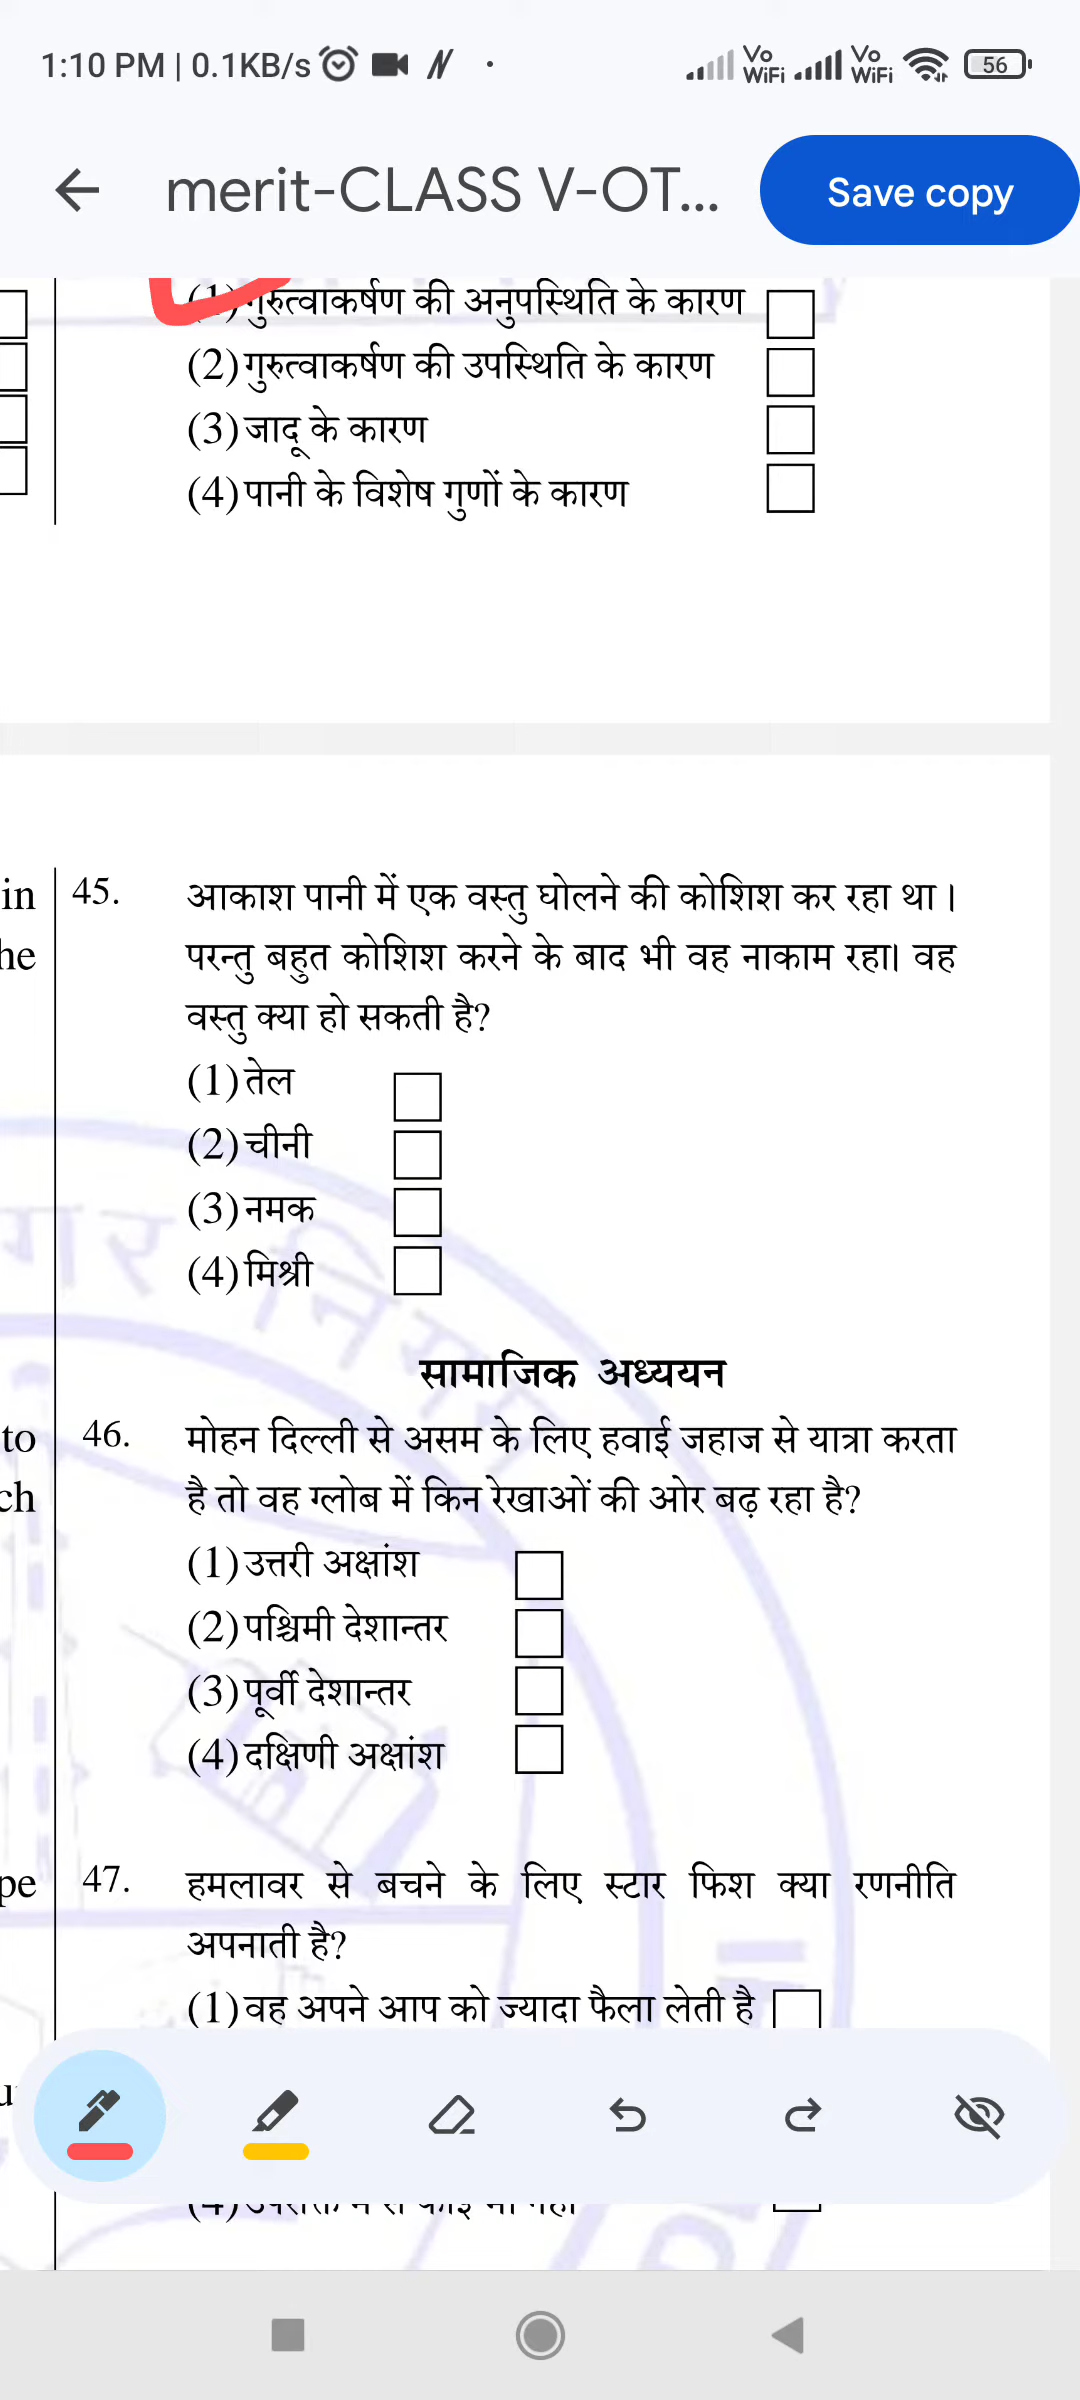 1:10 PM | 0.1KB/s
Vo WiFi Vo WiFi 56
merit-CLASS V-OT...
Save copy
(1) गुरुत्वाकर्षण की अनुपस्थिति के कारण
(2) गुरुत्वाकर्षण की उपस्थिति के कारण
(3) जादू के कारण
(4) पानी के विशेष गुणों के कारण
in
he
45. आकाश पानी में एक वस्तु घोलने की कोशिश कर रहा था।
परन्तु बहुत कोशिश करने के बाद भी वह नाकाम रहा। वह
वस्तु क्या हो सकती है?
(1) तेल
(2) चीनी
(3) नमक
(4) मिश्री
सामाजिक अध्ययन
to
ch
46. मोहन दिल्ली से असम के लिए हवाई जहाज से यात्रा करता
है तो वह ग्लोब में किन रेखाओं की ओर बढ़ रहा है?
(1) उत्तरी अक्षांश
(2) पश्चिमी देशान्तर
(3) पूर्वी देशान्तर
(4) दक्षिणी अक्षांश
pe
47. हमलावर से बचने के लिए स्टार फिश क्या रणनीति
अपनाती है?
(1) वह अपने आप को ज्यादा फैला लेती है